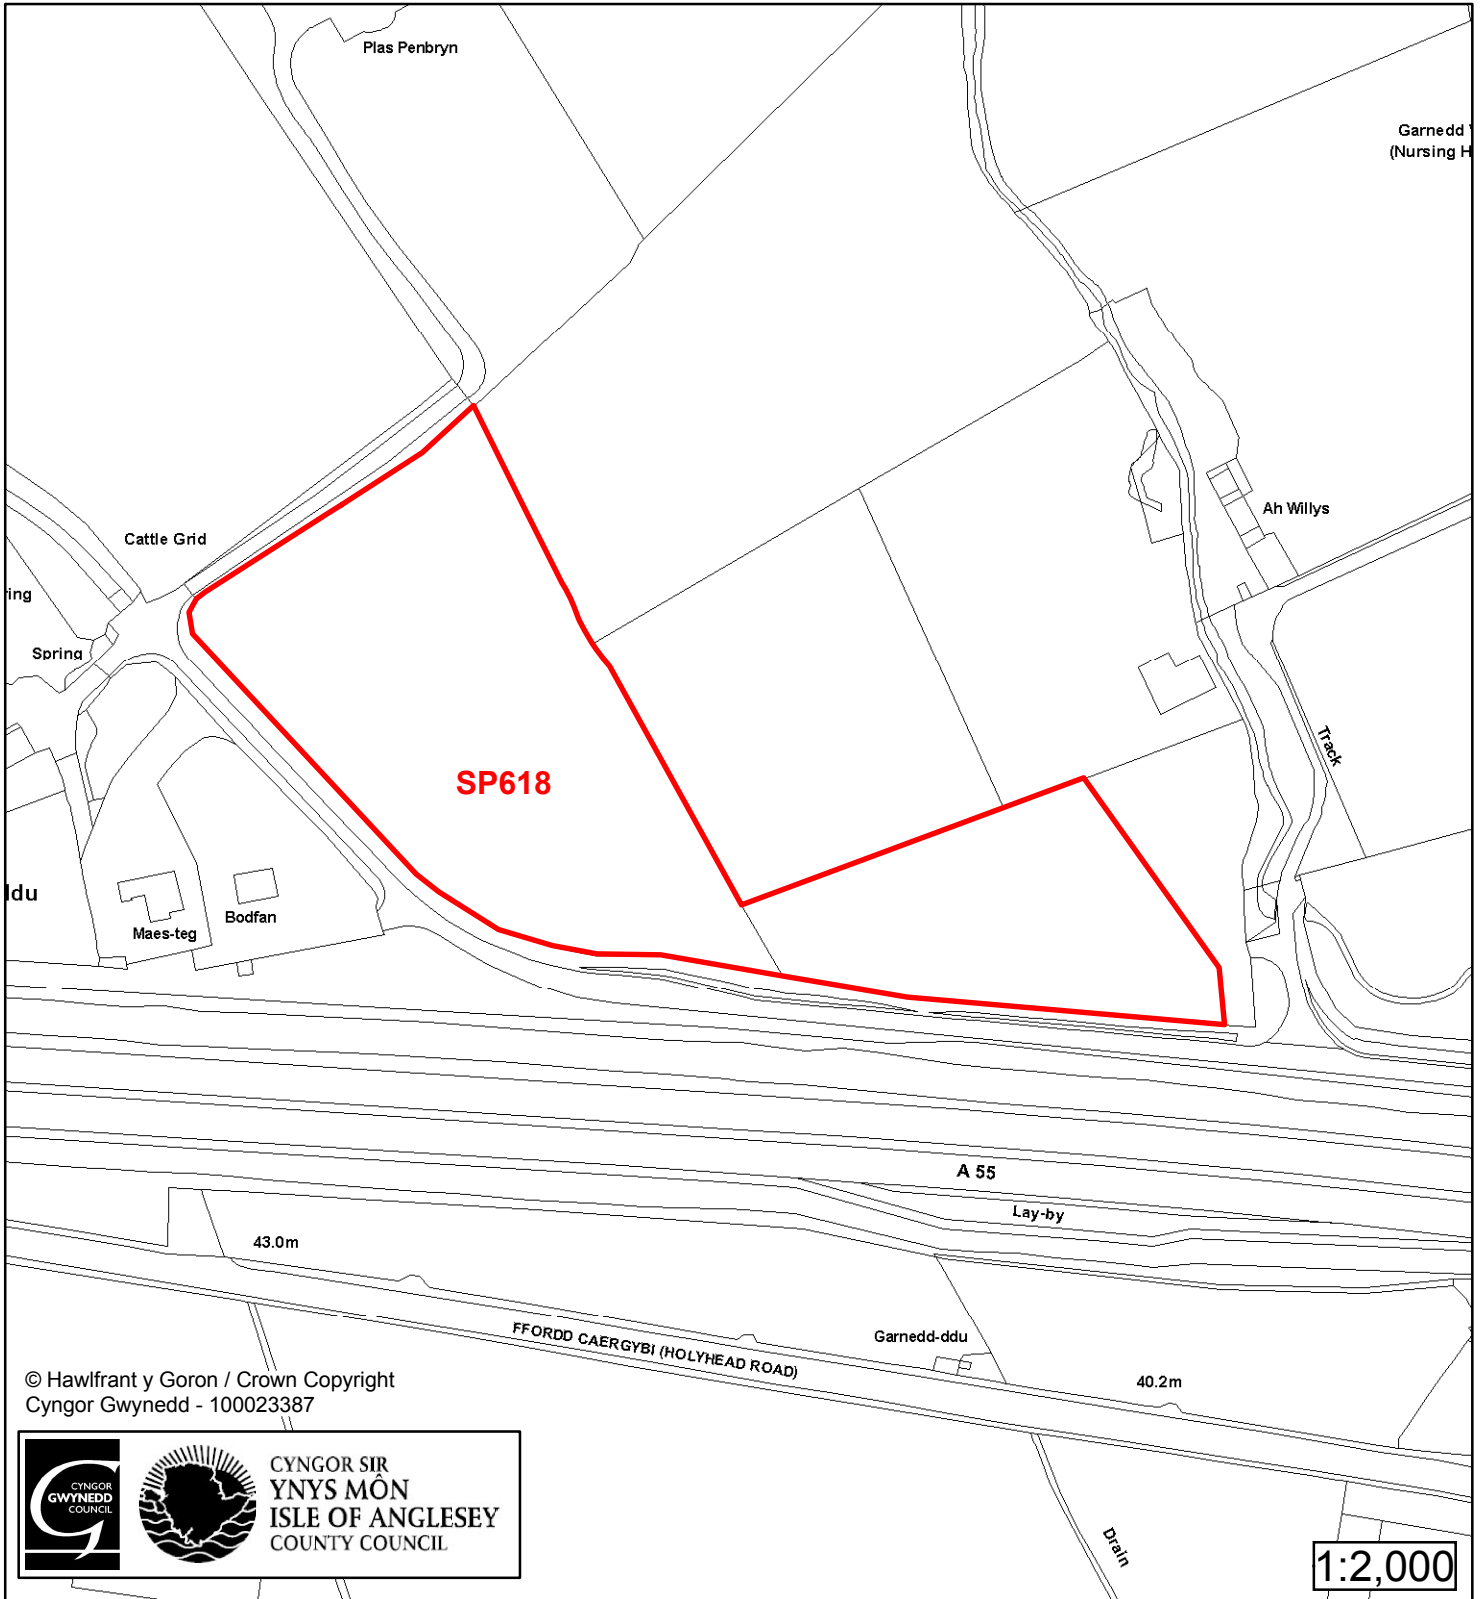 Plas Penbryn
Garnedd
(Nursing H
Cattle Grid
Ah Willys
ring
Spring
Track
SP618
ddu
Maes-teg
Bodfan
A 55
Lay-by
43.0m
FFORDD CAERGYBI (HOLYHEAD ROAD)
Garnedd-ddu
40.2m
© Hawlfrant y Goron / Crown Copyright
Cyngor Gwynedd - 100023387
CYNGOR
GWYNEDD
COUNCIL
CYNGOR SIR
YNYS MÔN
ISLE OF ANGLESEY
COUNTY COUNCIL
Drain
1:2,000